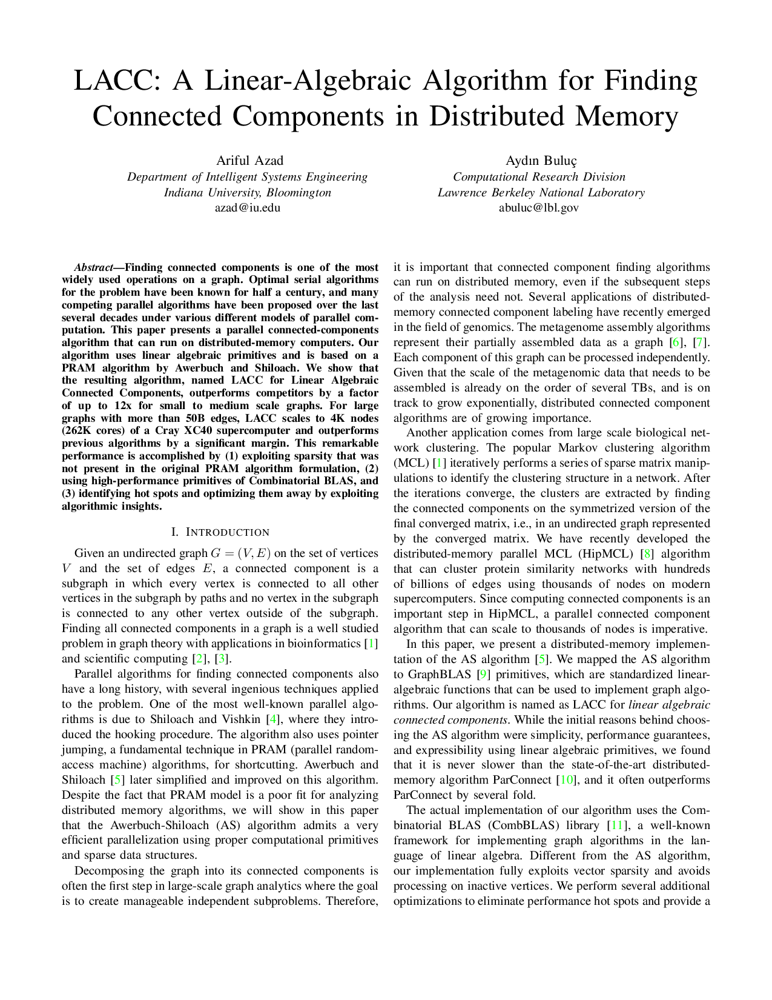 LACC: A Linear-Algebraic Algorithm for Finding
Connected Components in Distributed Memory
Ariful Azad
Department of Intelligent Systems Engineering
Indiana University, Bloomington
azad@iu.edu
Aydın Buluç
Computational Research Division
Lawrence Berkeley National Laboratory
abuluc@lbl.gov
Abstract—Finding connected components is one of the most
widely used operations on a graph. Optimal serial algorithms
for the problem have been known for half a century, and many
competing parallel algorithms have been proposed over the last
several decades under various different models of parallel com-
putation. This paper presents a parallel connected-components
algorithm that can run on distributed-memory computers. Our
algorithm uses linear algebraic primitives and is based on a
PRAM algorithm by Awerbuch and Shiloach. We show that
the resulting algorithm, named LACC for Linear Algebraic
Connected Components, outperforms competitors by a factor
of up to 12x for small to medium scale graphs. For large
graphs with more than 50B edges, LACC scales to 4K nodes
(262K cores) of a Cray XC40 supercomputer and outperforms
previous algorithms by a significant margin. This remarkable
performance is accomplished by (1) exploiting sparsity that was
not present in the original PRAM algorithm formulation, (2)
using high-performance primitives of Combinatorial BLAS, and
(3) identifying hot spots and optimizing them away by exploiting
algorithmic insights.
I. INTRODUCTION
Given an undirected graph G = (V, E) on the set of vertices
V and the set of edges E, a connected component is a
subgraph in which every vertex is connected to all other
vertices in the subgraph by paths and no vertex in the subgraph
is connected to any other vertex outside of the subgraph.
Finding all connected components in a graph is a well studied
problem in graph theory with applications in bioinformatics [1]
and scientific computing [2], [3].
Parallel algorithms for finding connected components also
have a long history, with several ingenious techniques applied
to the problem. One of the most well-known parallel algo-
rithms is due to Shiloach and Vishkin [4], where they intro-
duced the hooking procedure. The algorithm also uses pointer
jumping, a fundamental technique in PRAM (parallel random-
access machine) algorithms, for shortcutting. Awerbuch and
Shiloach [5] later simplified and improved on this algorithm.
Despite the fact that PRAM model is a poor fit for analyzing
distributed memory algorithms, we will show in this paper
that the Awerbuch-Shiloach (AS) algorithm admits a very
efficient parallelization using proper computational primitives
and sparse data structures.
Decomposing the graph into its connected components is
often the first step in large-scale graph analytics where the goal
is to create manageable independent subproblems. Therefore,
it is important that connected component finding algorithms
can run on distributed memory, even if the subsequent steps
of the analysis need not. Several applications of distributed-
memory connected component labeling have recently emerged
in the field of genomics. The metagenome assembly algorithms
represent their partially assembled data as a graph [6], [7].
Each component of this graph can be processed independently.
Given that the scale of the metagenomic data that needs to be
assembled is already on the order of several TBs, and is on
track to grow exponentially, distributed connected component
algorithms are of growing importance.
Another application comes from large scale biological net-
work clustering. The popular Markov clustering algorithm
(MCL) [1] iteratively performs a series of sparse matrix manip-
ulations to identify the clustering structure in a network. After
the iterations converge, the clusters are extracted by finding
the connected components on the symmetrized version of the
final converged matrix, i.e., in an undirected graph represented
by the converged matrix. We have recently developed the
distributed-memory parallel MCL (HipMCL) [8] algorithm
that can cluster protein similarity networks with hundreds
of billions of edges using thousands of nodes on modern
supercomputers. Since computing connected components is an
important step in HipMCL, a parallel connected component
algorithm that can scale to thousands of nodes is imperative.
In this paper, we present a distributed-memory implemen-
tation of the AS algorithm [5]. We mapped the AS algorithm
to GraphBLAS [9] primitives, which are standardized linear-
algebraic functions that can be used to implement graph algo-
rithms. Our algorithm is named as LACC for linear algebraic
connected components. While the initial reasons behind choos-
ing the AS algorithm were simplicity, performance guarantees,
and expressibility using linear algebraic primitives, we found
that it is never slower than the state-of-the-art distributed-
memory algorithm ParConnect [10], and it often outperforms
ParConnect by several fold.
The actual implementation of our algorithm uses the Com-
binatorial BLAS (CombBLAS) library [11], a well-known
framework for implementing graph algorithms in the lan-
guage of linear algebra. Different from the AS algorithm,
our implementation fully exploits vector sparsity and avoids
processing on inactive vertices. We perform several additional
optimizations to eliminate performance hot spots and provide a